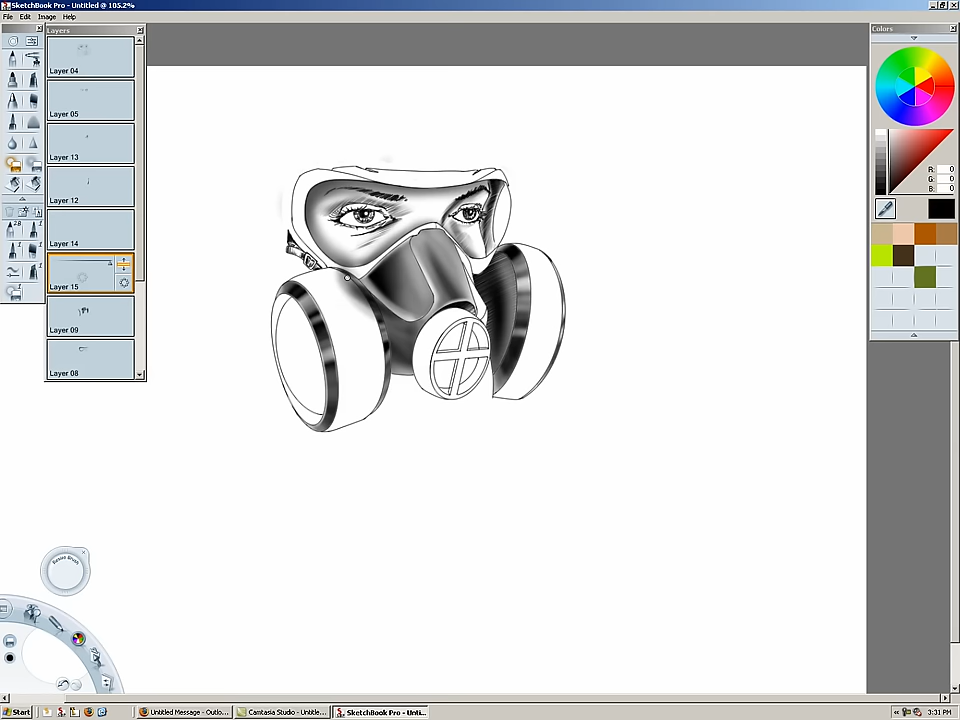 SketchBook Pro - Untitled @ 105.2%
File Edit Image Help
Layers
Colors
Layer 04
Layer 05
Layer 13
Layer 12
Layer 14
Layer 15
Layer 09
Layer 08
R: 0
G: 0
B: 0
Resize Brush
Start
Untitled Message - Outlo...
Camtasia Studio - Untitle...
SketchBook Pro - Unti...
3:31 PM